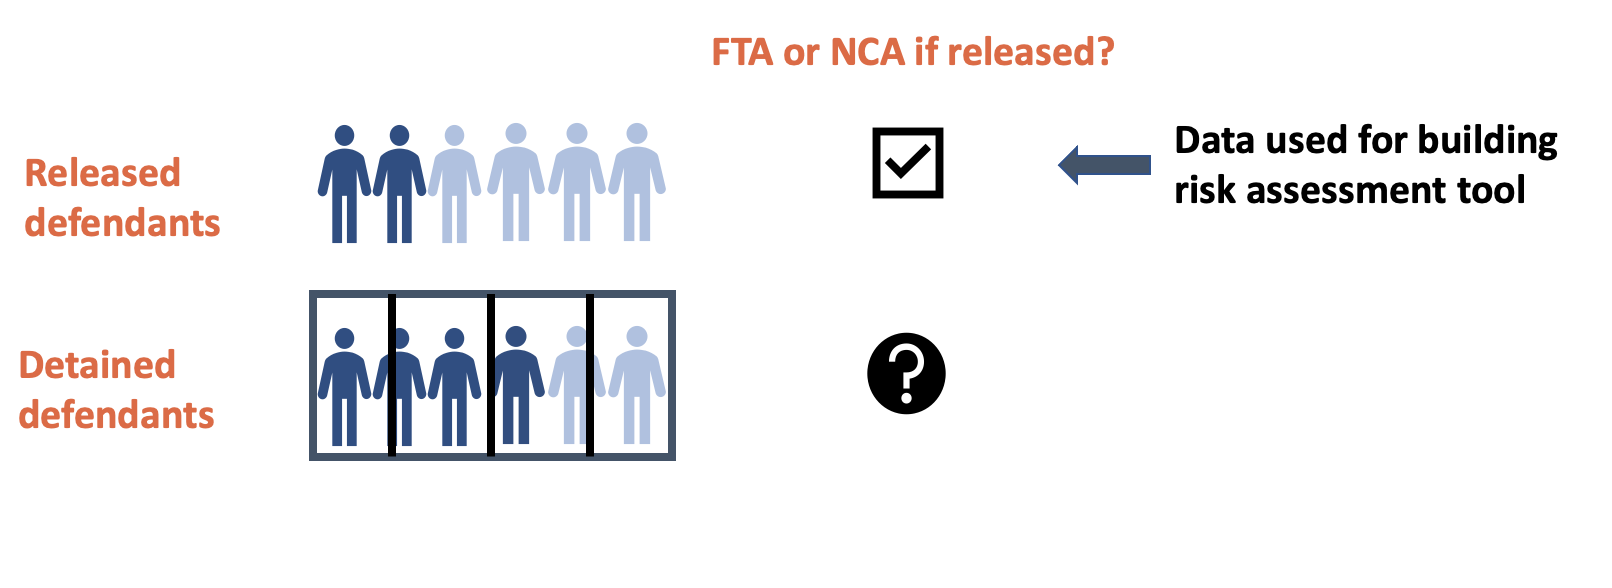 FTA or NCA if released?
Released
defendants
Data used for building
risk assessment tool
Detained
defendants
?